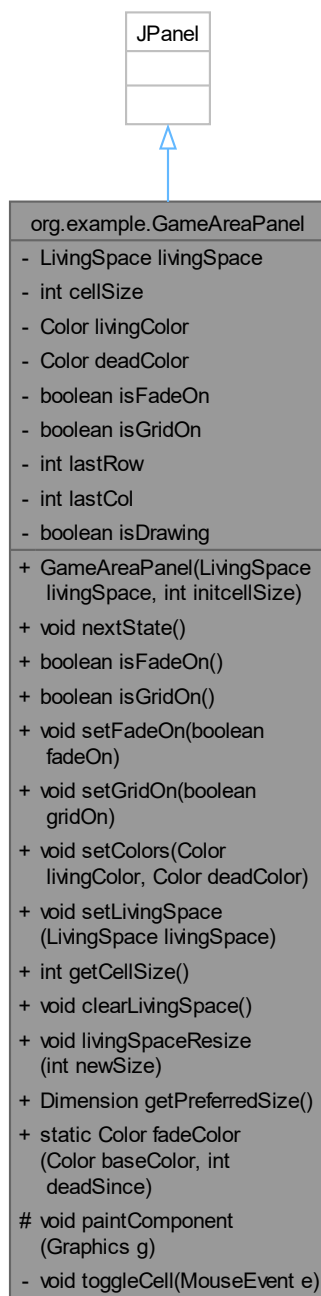 JPanel
org.example.GameAreaPanel
- LivingSpace livingSpace
- int cellSize
- Color livingColor
- Color deadColor
- boolean isFadeOn
- boolean isGridOn
- int lastRow
- int lastCol
- boolean isDrawing
+ GameAreaPanel(LivingSpace
livingSpace, int initcellSize)
+ void nextState()
+ boolean isFadeOn()
+ boolean isGridOn()
+ void setFadeOn(boolean
fadeOn)
+ void setGridOn(boolean
gridOn)
+ void setColors(Color
livingColor, Color deadColor)
+ void setLivingSpace
(LivingSpace livingSpace)
+ int getCellSize()
+ void clearLivingSpace()
+ void livingSpaceResize
(int newSize)
+ Dimension getPreferredSize()
+ static Color fadeColor
(Color baseColor, int
deadSince)
# void paintComponent
(Graphics g)
- void toggleCell(MouseEvent e)